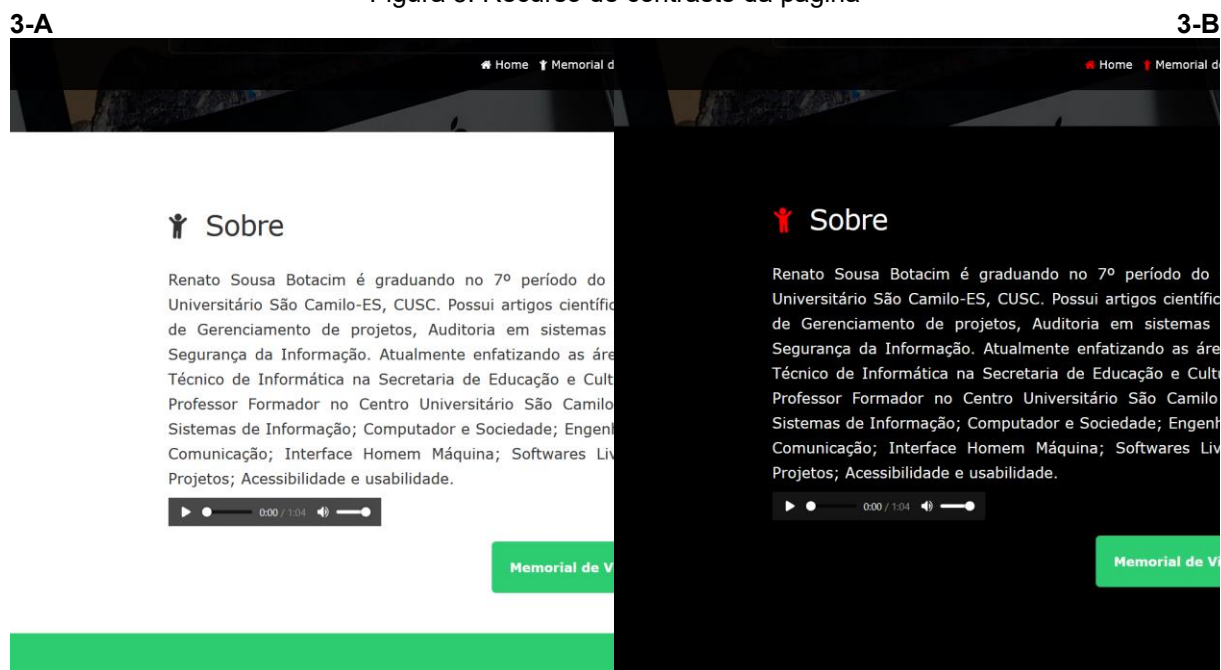 Figura 3. Recurso de contraste da página
3-A
3-B
Home Memorial d
Sobre
Renato Sousa Botacim é graduando no 7º período do
Universitário São Camilo-ES, CUSC. Possui artigos científic
de Gerenciamento de projetos, Auditoria em sistemas
Segurança da Informação. Atualmente enfatizando as áre
Técnico de Informática na Secretaria de Educação e Cult
Professor Formador no Centro Universitário São Camilo
Sistemas de Informação; Computador e Sociedade; Engenh
Comunicação; Interface Homem Máquina; Softwares Liv
Projetos; Acessibilidade e usabilidade.
0:00 / 1:04
Memorial de V
Home Memorial de
Sobre
Renato Sousa Botacim é graduando no 7º período do
Universitário São Camilo-ES, CUSC. Possui artigos científic
de Gerenciamento de projetos, Auditoria em sistemas
Segurança da Informação. Atualmente enfatizando as áre
Técnico de Informática na Secretaria de Educação e Cultu
Professor Formador no Centro Universitário São Camilo
Sistemas de Informação; Computador e Sociedade; Engenh
Comunicação; Interface Homem Máquina; Softwares Liv
Projetos; Acessibilidade e usabilidade.
0:00 / 1:04
Memorial de Vi